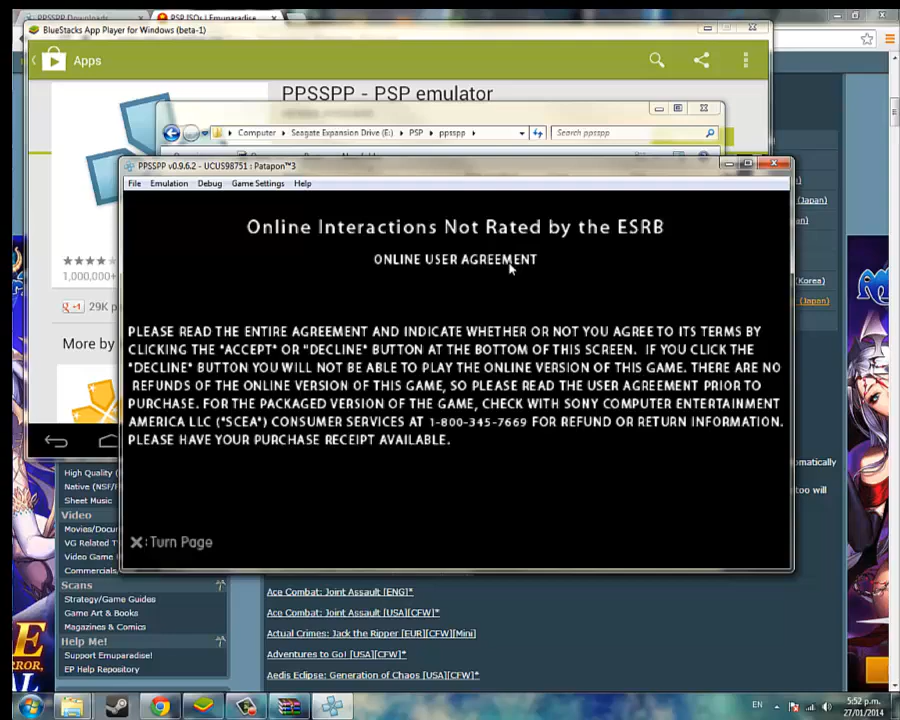 PPSSPP Downloads
PSP ISOs | Emuparadise
BlueStacks App Player for Windows (beta-1)
Apps
PPSSPP - PSP emulator
Computer Seagate Expansion Drive (E:) PSP ppsspp
Search ppsspp
PPSSPP v0.9.6.2 - UCUS98751 : Patapon™3
File Emulation Debug Game Settings Help
Online Interactions Not Rated by the ESRB
ONLINE USER AGREEMENT
PLEASE READ THE ENTIRE AGREEMENT AND INDICATE WHETHER OR NOT YOU AGREE TO ITS TERMS BY
CLICKING THE "ACCEPT" OR "DECLINE" BUTTON AT THE BOTTOM OF THIS SCREEN. IF YOU CLICK THE
"DECLINE" BUTTON YOU WILL NOT BE ABLE TO PLAY THE ONLINE VERSION OF THIS GAME. THERE ARE NO
REFUNDS OF THE ONLINE VERSION OF THIS GAME, SO PLEASE READ THE USER AGREEMENT PRIOR TO
PURCHASE. FOR THE PACKAGED VERSION OF THE GAME, CHECK WITH SONY COMPUTER ENTERTAINMENT
AMERICA LLC ("SCEA") CONSUMER SERVICES AT 1-800-345-7669 FOR REFUND OR RETURN INFORMATION.
PLEASE HAVE YOUR PURCHASE RECEIPT AVAILABLE.
X:Turn Page
1,000,000+
g -1 29K
More by
(Japan)
(Korea)
(Japan)
omatically
too will
High Quality (
Native (NSF/
Sheet Music
Video
Movies/Docu
VG Related T
Video Game
Commercials
Scans
Strategy/Game Guides
Game Art & Books
Magazines & Comics
Help Me!
Support Emuparadise!
EP Help Repository
Ace Combat: Joint Assault [ENG]*
Ace Combat: Joint Assault [USA][CFW]*
Actual Crimes: Jack the Ripper [EUR][CFW][Mini]
Adventures to Go! [USA][CFW]*
Aedis Eclipse: Generation of Chaos [USA][CFW]*
EN
5:52 p.m.
27/01/2014